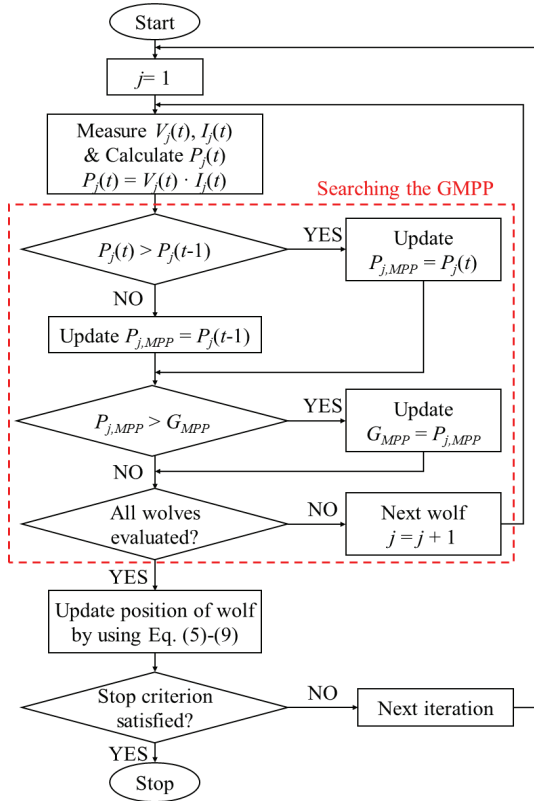 Start
j= 1
Measure Vj(t), Ij(t)
& Calculate Pj(t)
Pj(t) = Vj(t) · Ij(t)
Searching the GMPP
Pj(t) > Pj(t-1)
YES
Update
Pj,MPP = Pj(t)
NO
Update Pj,MPP = Pj(t-1)
Pj,MPP > GMPP
YES
Update
GMPP = Pj,MPP
NO
All wolves
evaluated?
NO
Next wolf
j = j + 1
YES
Update position of wolf
by using Eq. (5)-(9)
Stop criterion
satisfied?
NO
Next iteration
YES
Stop